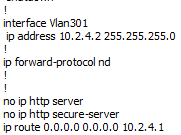 !
interface Vlan301
 ip address 10.2.4.2 255.255.255.0
!
ip forward-protocol nd
!
!
no ip http server
no ip http secure-server
ip route 0.0.0.0 0.0.0.0 10.2.4.1